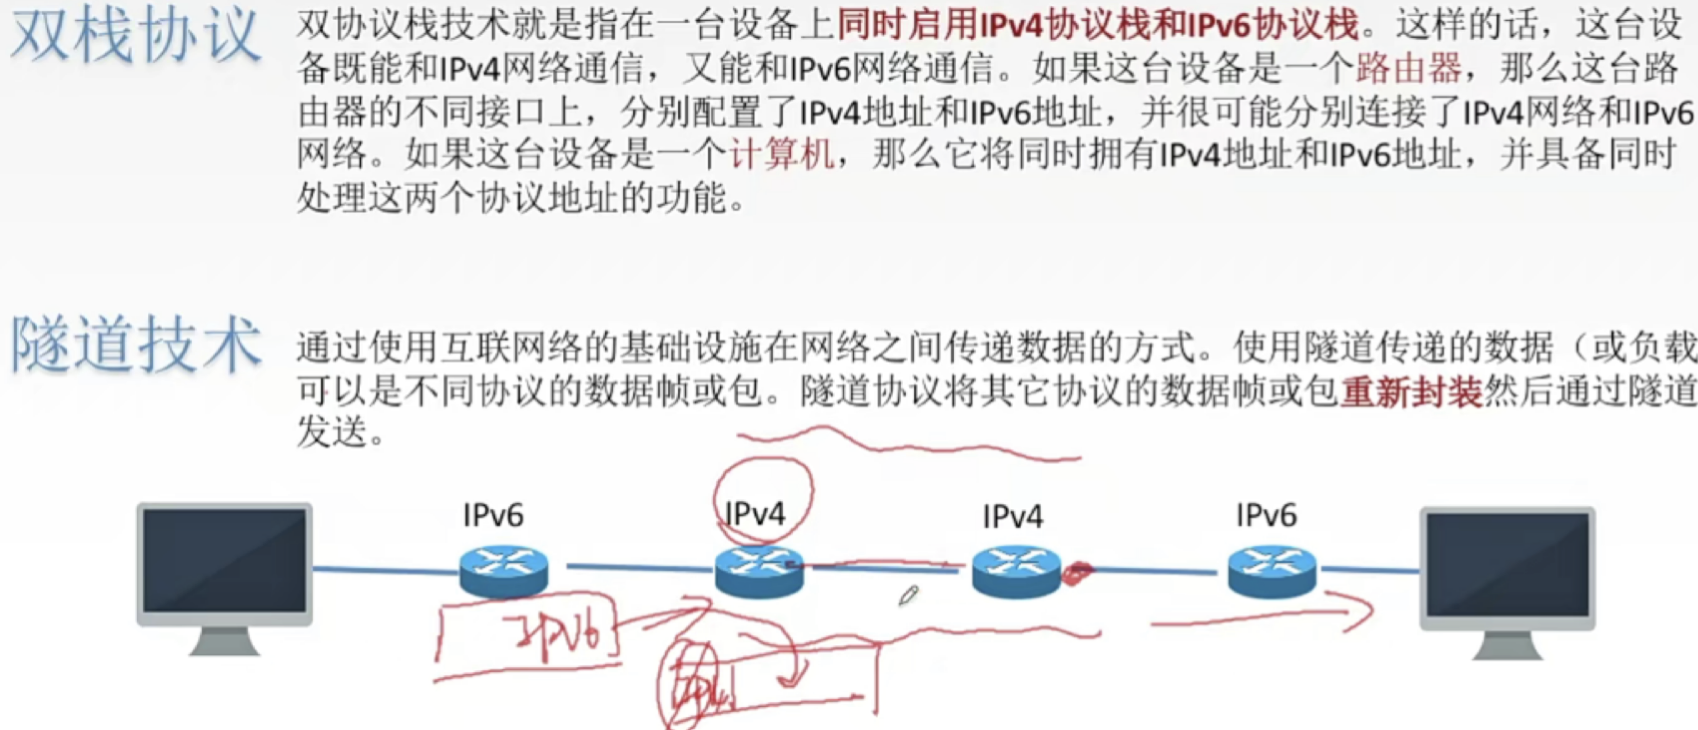 双栈协议
双协议栈技术就是指在一台设备上同时启用IPv4协议栈和IPv6协议栈。这样的话，这台设
备既能和IPv4网络通信，又能和IPv6网络通信。如果这台设备是一个路由器，那么这台路
由器的不同接口上，分别配置了IPv4地址和IPv6地址，并很可能分别连接了IPv4网络和IPv6
网络。如果这台设备是一个计算机，那么它将同时拥有IPv4地址和IPv6地址，并具备同时
处理这两个协议地址的功能。
隧道技术
通过使用互联网络的基础设施在网络之间传递数据的方式。使用隧道传递的数据（或负载
可以是不同协议的数据帧或包。隧道协议将其它协议的数据帧或包重新封装然后通过隧道
发送。
IPv6
IPv4
IPv4
IPv6
IPV6